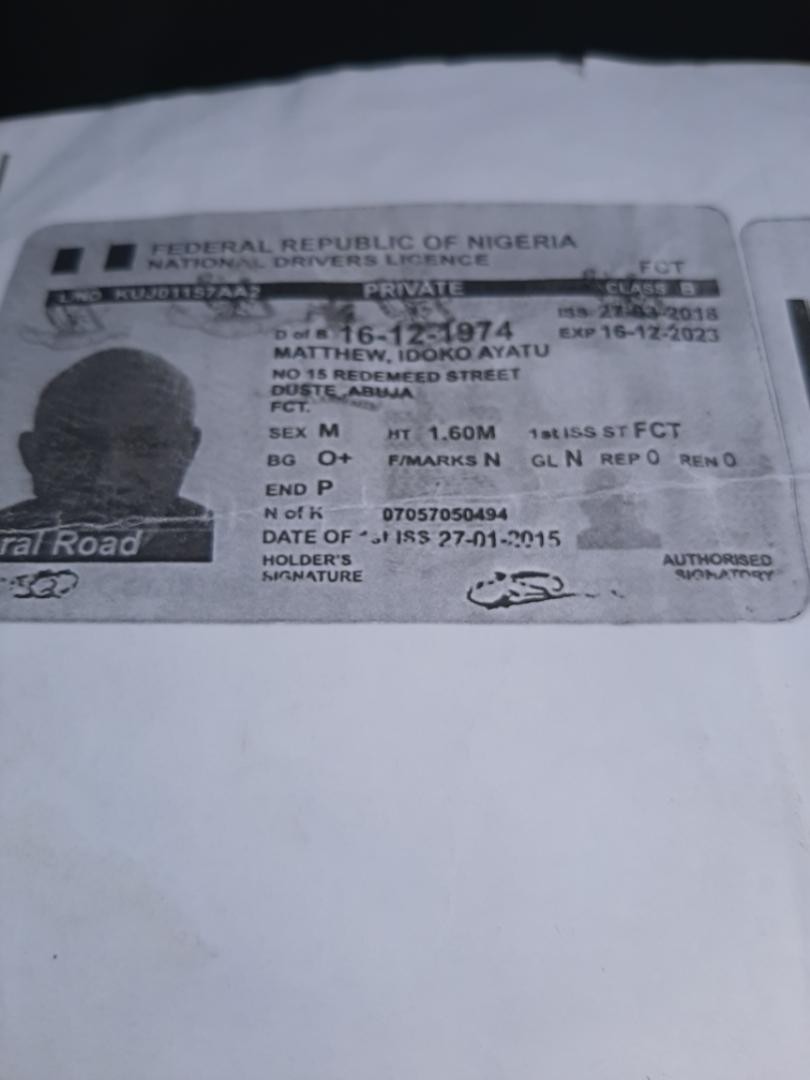 FEDERAL REPUBLIC OF NIGERIA
NATIONAL DRIVERS LICENCE
FCT
L/NO KUJ01157AA2 PRIVATE CLASS B
ISS 27-03-2018
D of B 16-12-1974 EXP 16-12-2023
MATTHEW, IDOKO AYATU
NO 15 REDEMEED STREET
DUSTE, ABUJA
FCT.
SEX M HT 1.60M 1st ISS ST FCT
BG O+ F/MARKS N GL N REP 0 REN 0
END P
N of K 07057050494
DATE OF 1st ISS 27-01-2015
ral Road
HOLDER'S SIGNATURE
AUTHORISED SIGNATORY